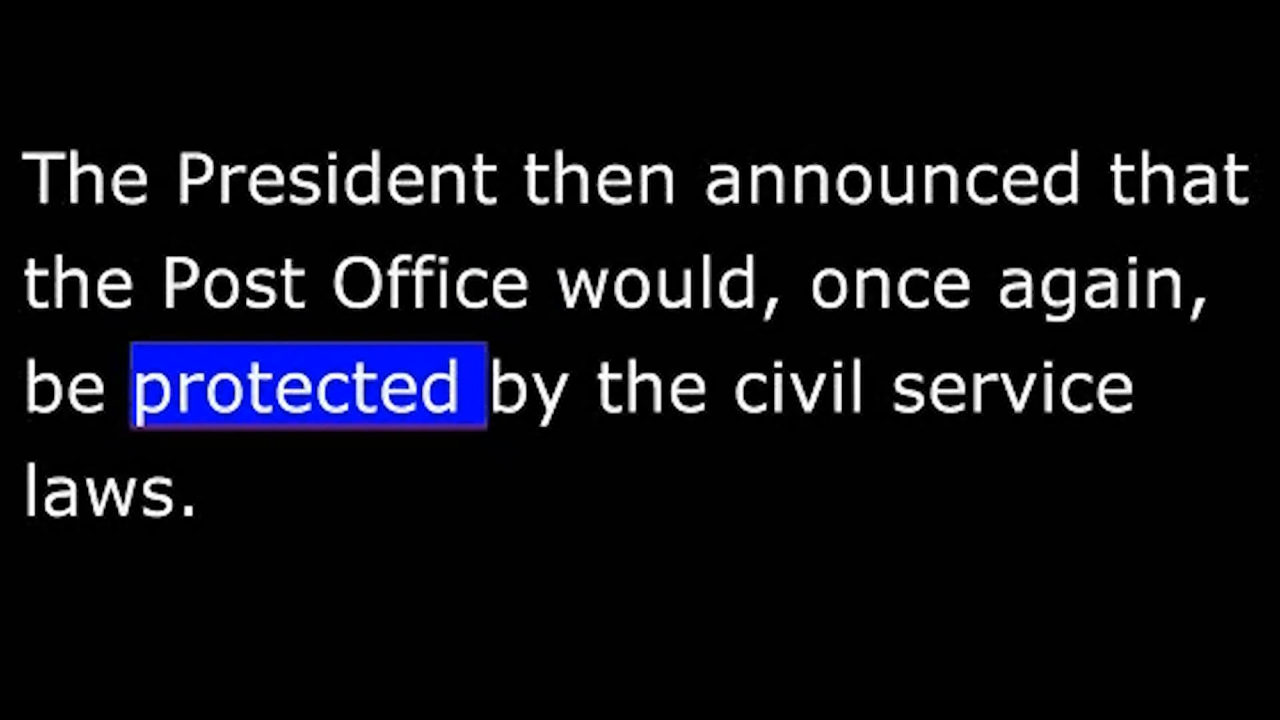 The President then announced that
the Post Office would, once again,
be protected by the civil service
laws.